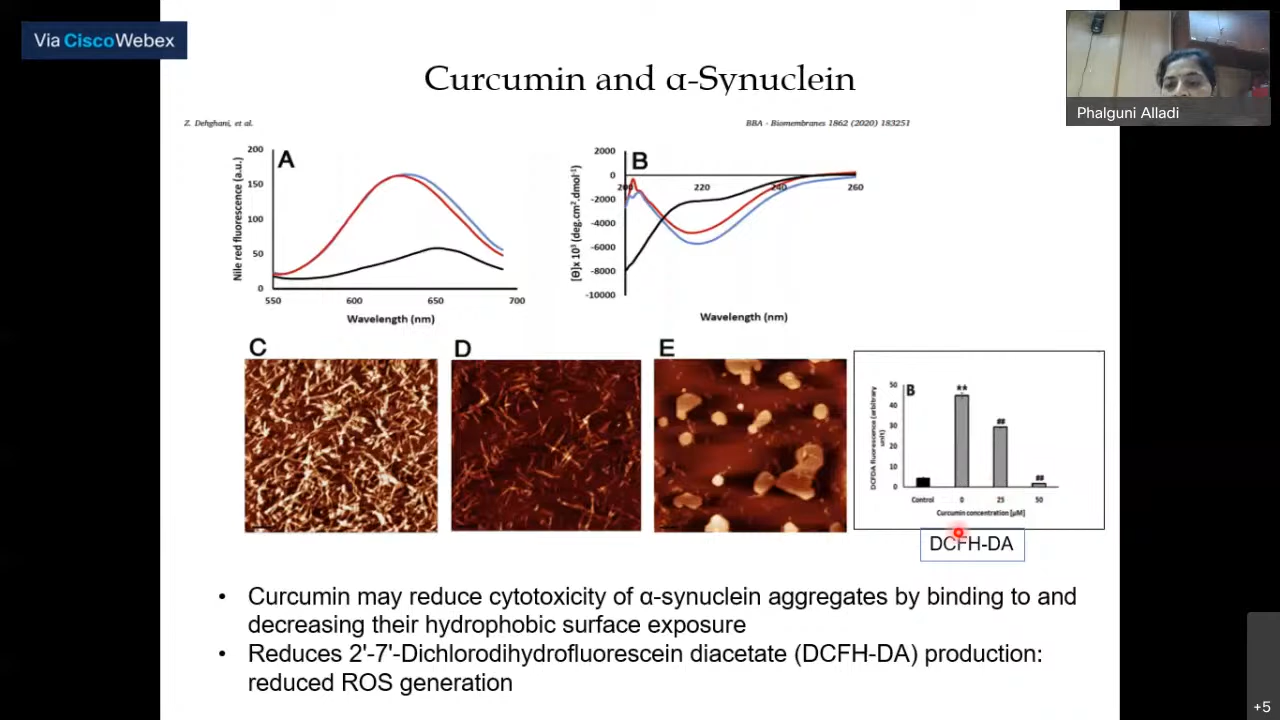 Via Cisco Webex
Phalguni Alladi
Curcumin and α-Synuclein
Z. Dehghani, et al.
BBA - Biomembranes 1862 (2020) 183251
A
Nile red fluorescence (a.u.)
200
150
100
50
0
550 600 650 700
Wavelength (nm)
B
[Θ]x 10³ (deg.cm².dmol⁻¹)
2000
0
-2000
-4000
-6000
-8000
-10000
200 220 240 260
Wavelength (nm)
C
D
E
B
DCFDA fluorescence (arbitrary
unit)
50
40
30
20
10
0
**
##
##
Control 0 25 50
Curcumin concentration [µM]
DCFH-DA
• Curcumin may reduce cytotoxicity of α-synuclein aggregates by binding to and
decreasing their hydrophobic surface exposure
• Reduces 2'-7'-Dichlorodihydrofluorescein diacetate (DCFH-DA) production:
reduced ROS generation
+5